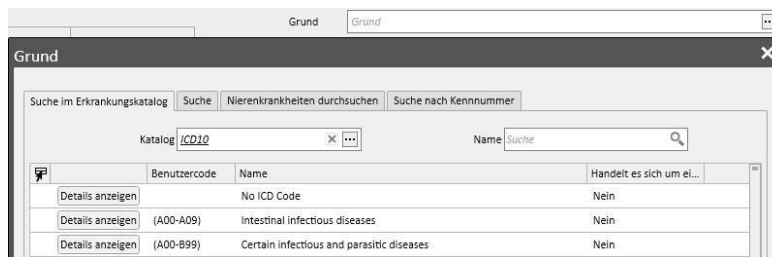 Grund Grund ...
Grund
Suche im Erkrankungskatalog Suche Nierenkrankheiten durchsuchen Suche nach Kennnummer
Katalog ICD10 ... Name Suche
Benutzercode Name Handelt es sich um ei...
Details anzeigen No ICD Code Nein
Details anzeigen (A00-A09) Intestinal infectious diseases Nein
Details anzeigen (A00-B99) Certain infectious and parasitic diseases Nein